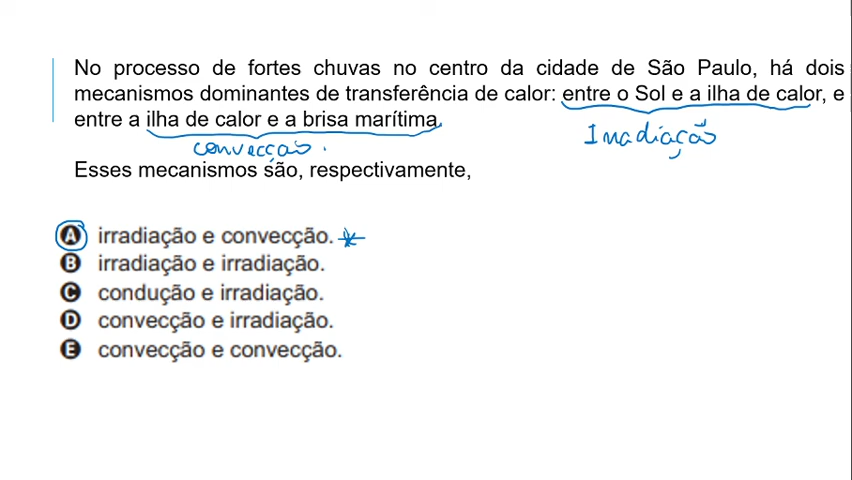 No processo de fortes chuvas no centro da cidade de São Paulo, há dois
mecanismos dominantes de transferência de calor: entre o Sol e a ilha de calor, e
entre a ilha de calor e a brisa marítima.
Irradiação
convecção.
Esses mecanismos são, respectivamente,
A irradiação e convecção.
B irradiação e irradiação.
C condução e irradiação.
D convecção e irradiação.
E convecção e convecção.